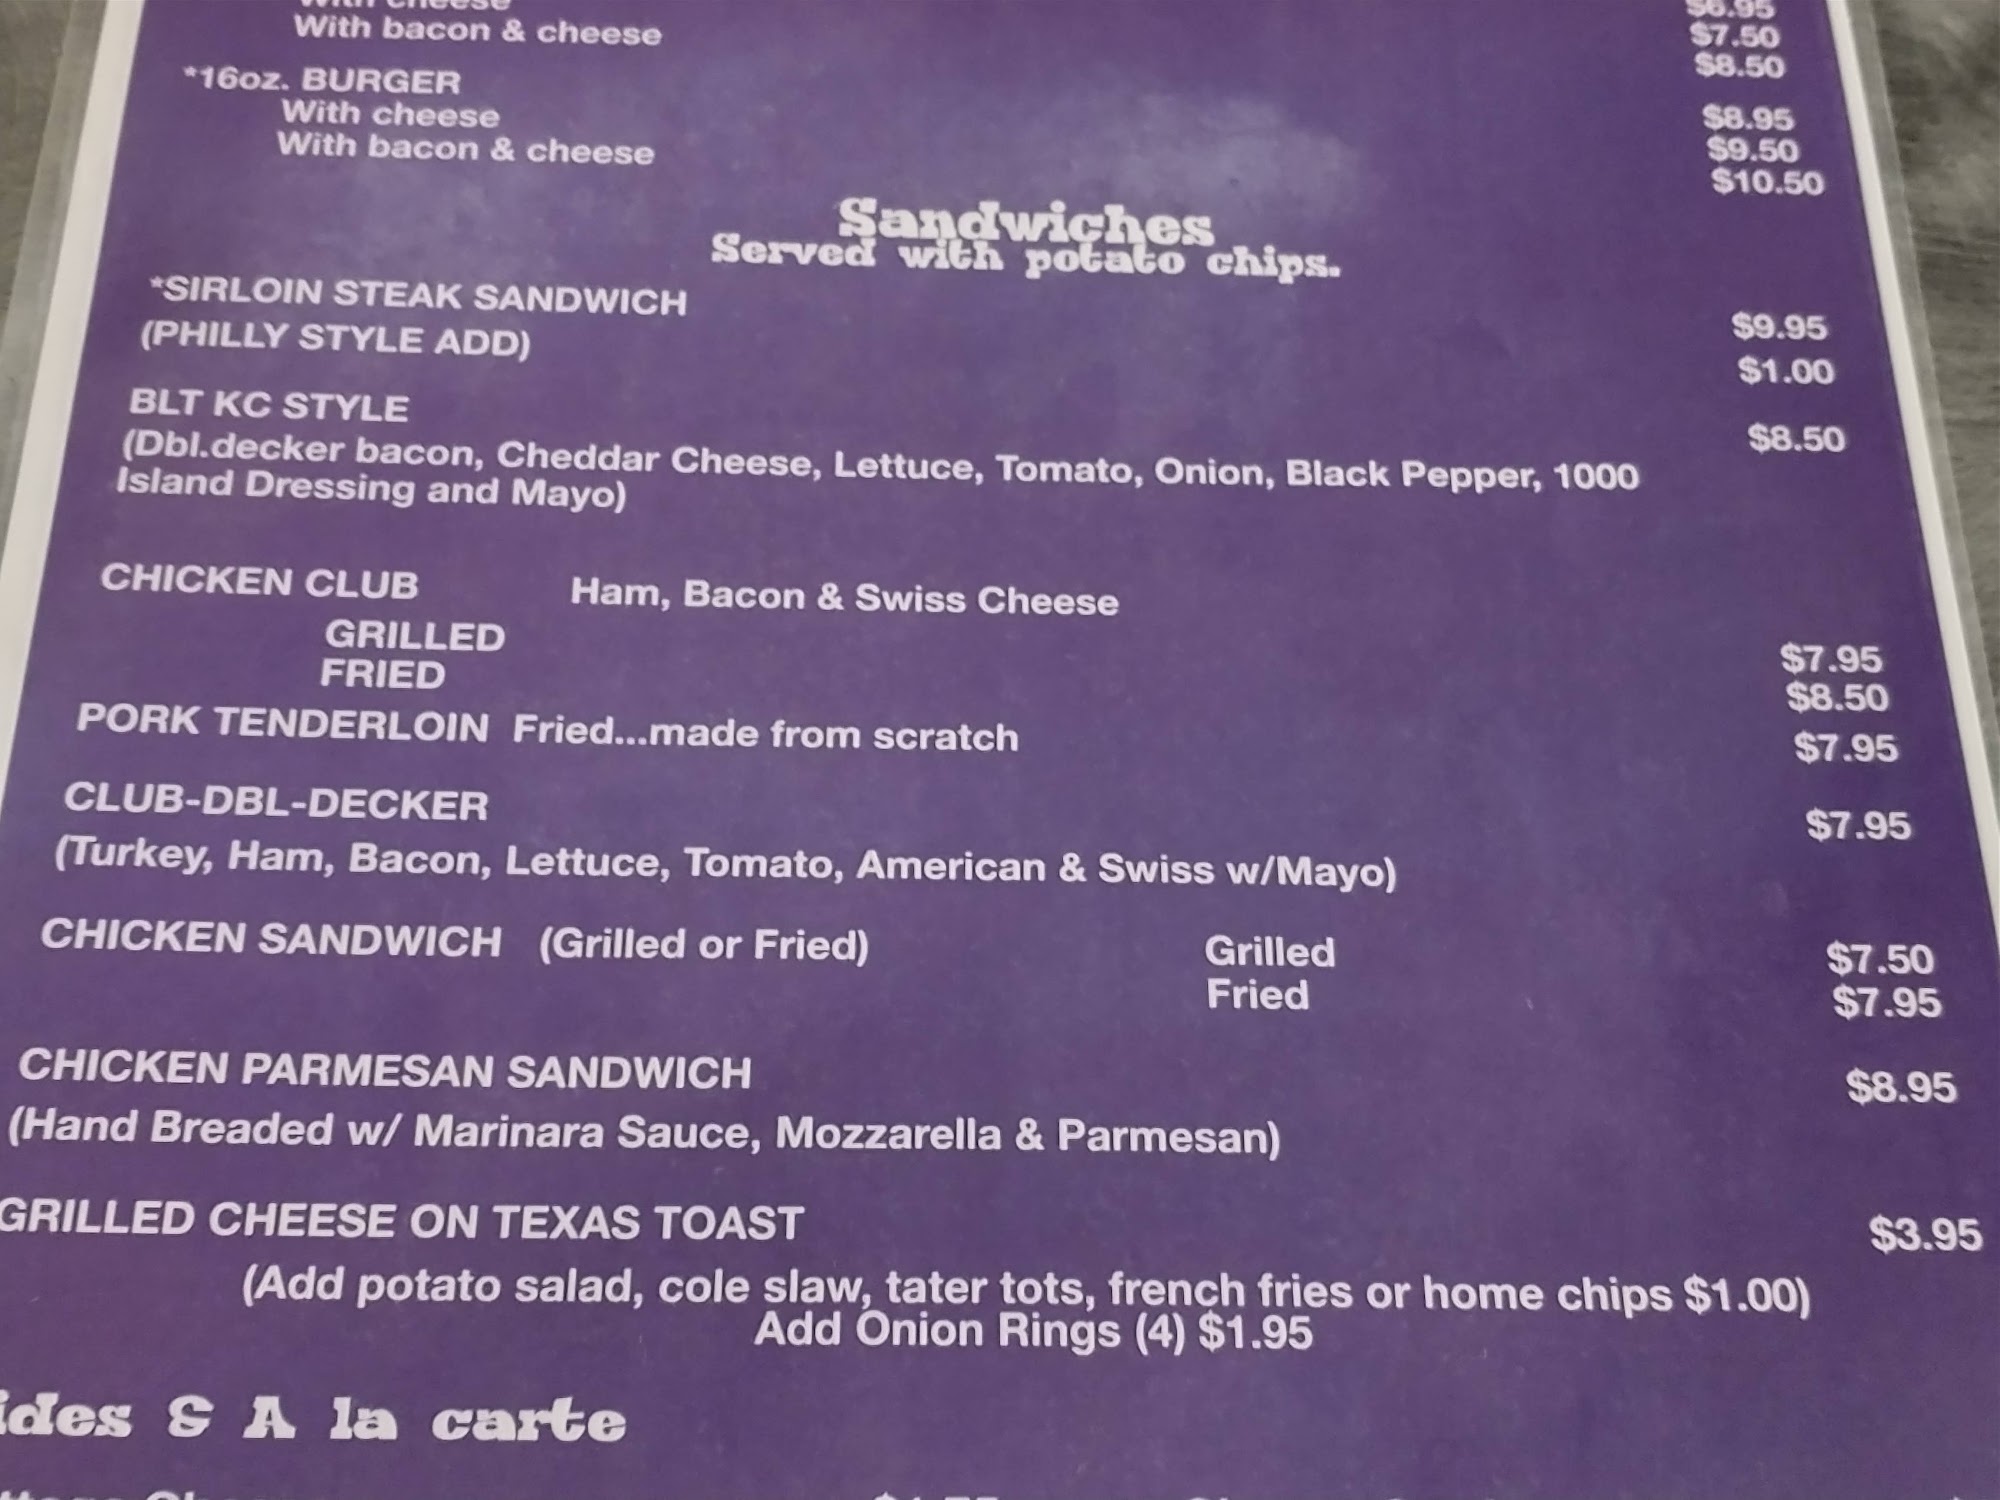 With cheese
$6.95
With bacon & cheese
$7.50
$8.50
*16oz. BURGER
$8.95
With cheese
$9.50
With bacon & cheese
$10.50
Sandwiches
Served with potato chips.
*SIRLOIN STEAK SANDWICH
$9.95
(PHILLY STYLE ADD)
$1.00
BLT KC STYLE
$8.50
(Dbl.decker bacon, Cheddar Cheese, Lettuce, Tomato, Onion, Black Pepper, 1000
Island Dressing and Mayo)
CHICKEN CLUB Ham, Bacon & Swiss Cheese
GRILLED
$7.95
FRIED
$8.50
PORK TENDERLOIN Fried...made from scratch
$7.95
CLUB-DBL-DECKER
$7.95
(Turkey, Ham, Bacon, Lettuce, Tomato, American & Swiss w/Mayo)
CHICKEN SANDWICH (Grilled or Fried) Grilled $7.50
Fried $7.95
CHICKEN PARMESAN SANDWICH
$8.95
(Hand Breaded w/ Marinara Sauce, Mozzarella & Parmesan)
GRILLED CHEESE ON TEXAS TOAST
$3.95
(Add potato salad, cole slaw, tater tots, french fries or home chips $1.00)
Add Onion Rings (4) $1.95
ides & A la carte